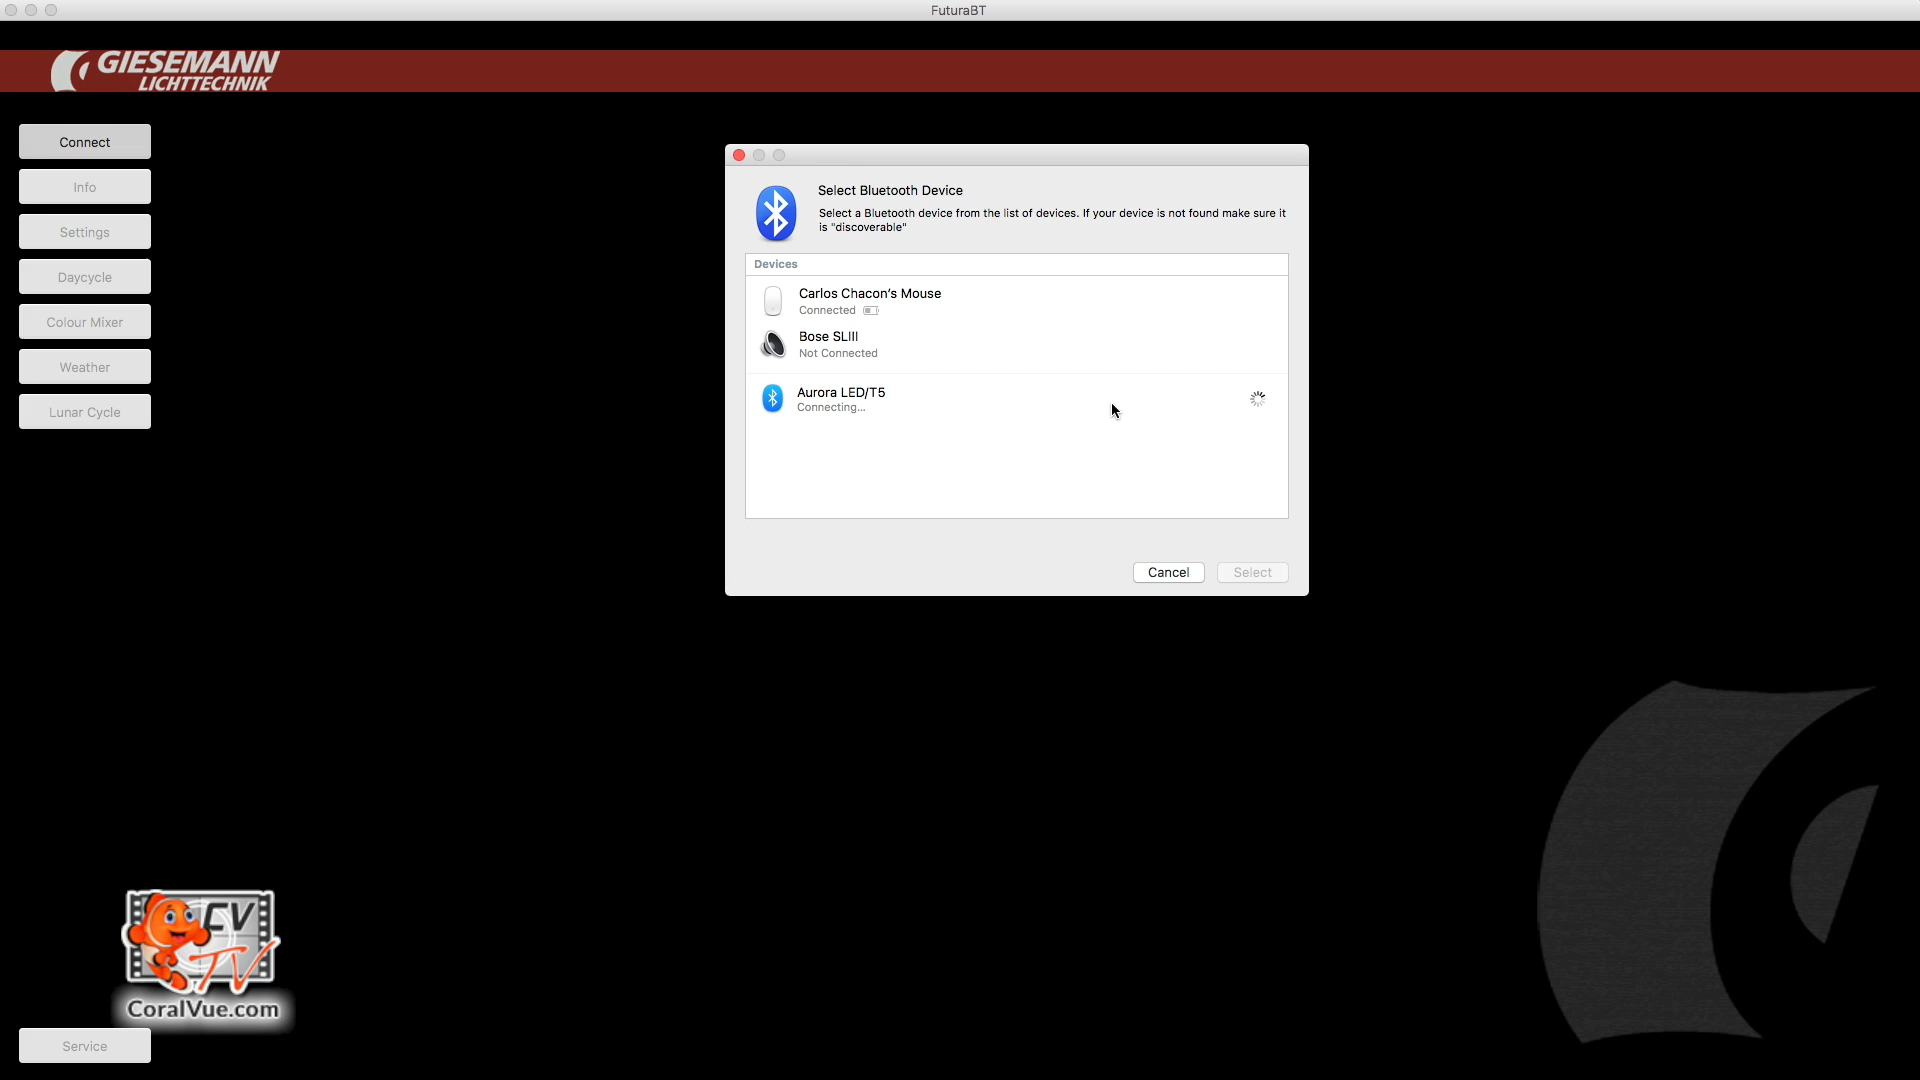 FuturaBT
GIESEMANN
LICHTTECHNIK
Connect
Info
Settings
Daycycle
Colour Mixer
Weather
Lunar Cycle
Select Bluetooth Device
Select a Bluetooth device from the list of devices. If your device is not found make sure it
is "discoverable"
Devices
Carlos Chacon's Mouse
Connected
Bose SLIII
Not Connected
Aurora LED/T5
Connecting...
Cancel
Select
CV
TV
CoralVue.com
Service